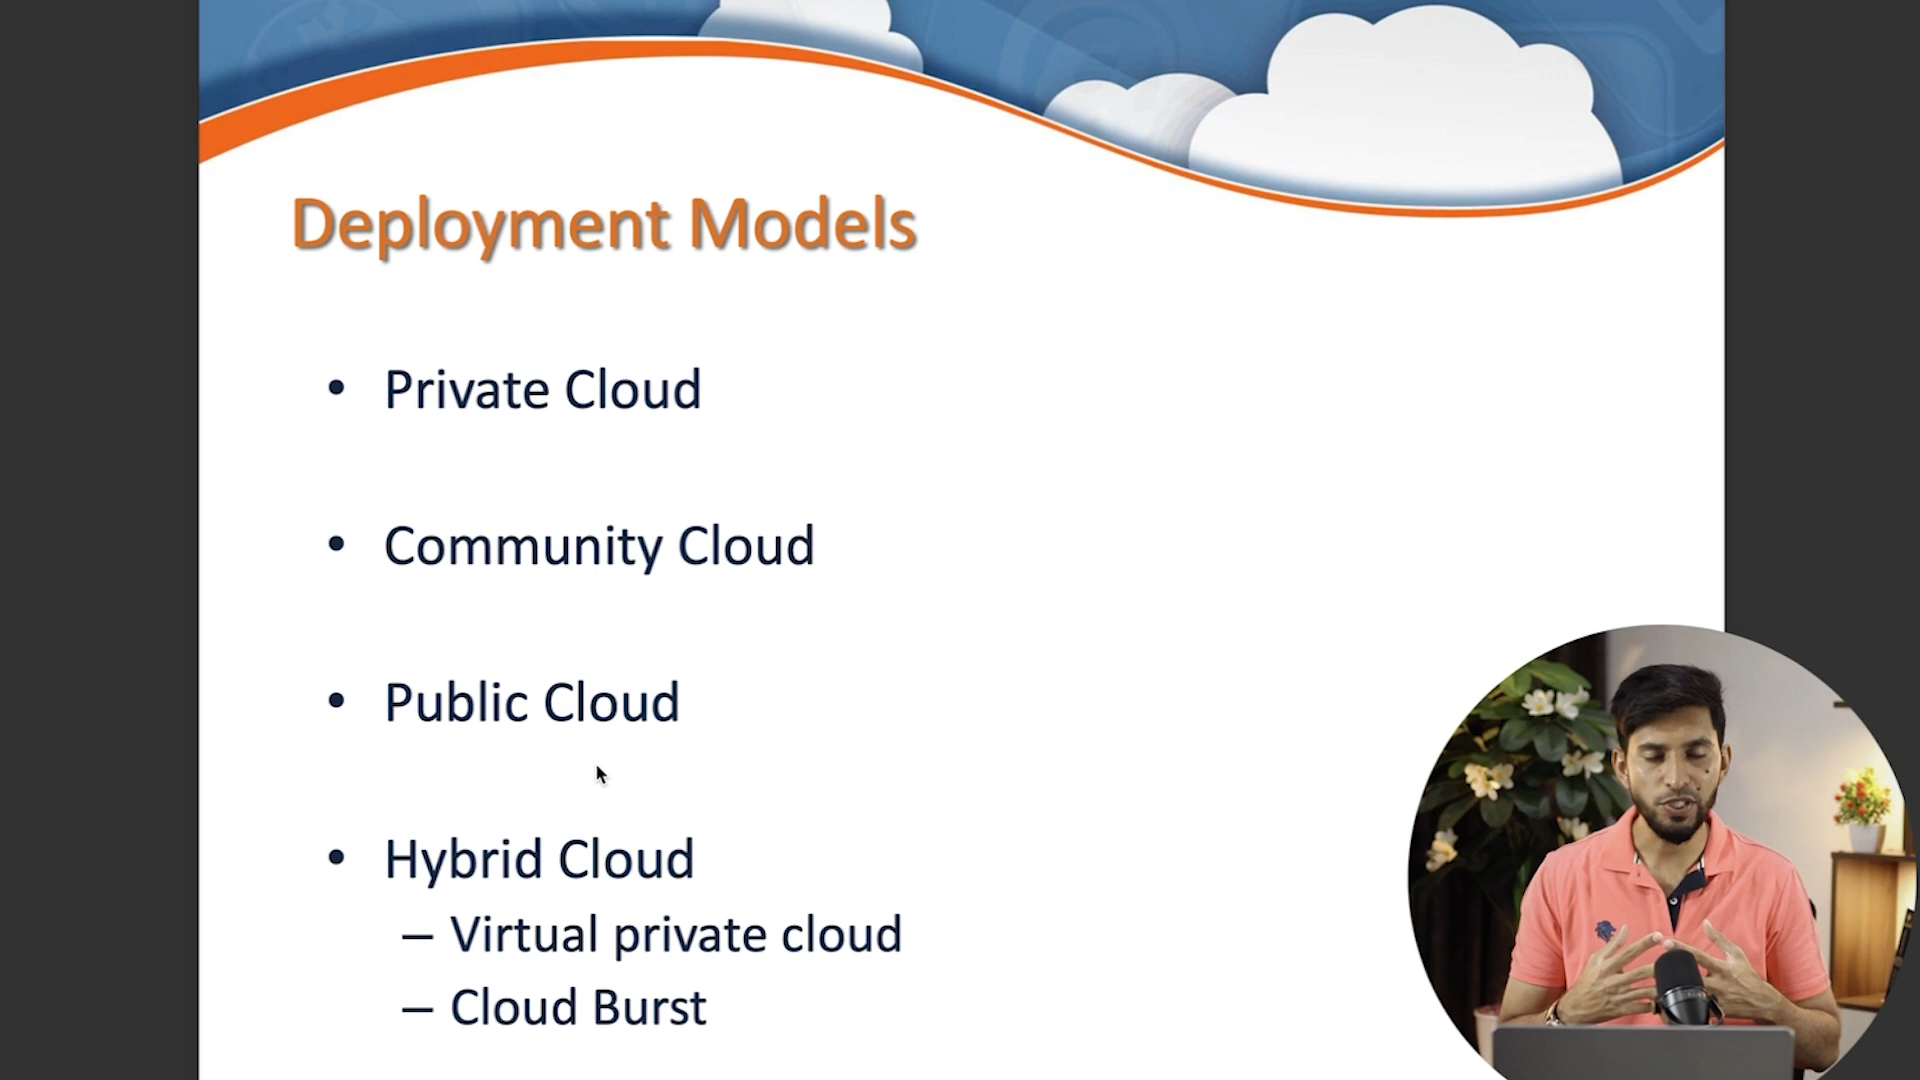 Deployment Models
• Private Cloud
• Community Cloud
• Public Cloud
• Hybrid Cloud
– Virtual private cloud
– Cloud Burst